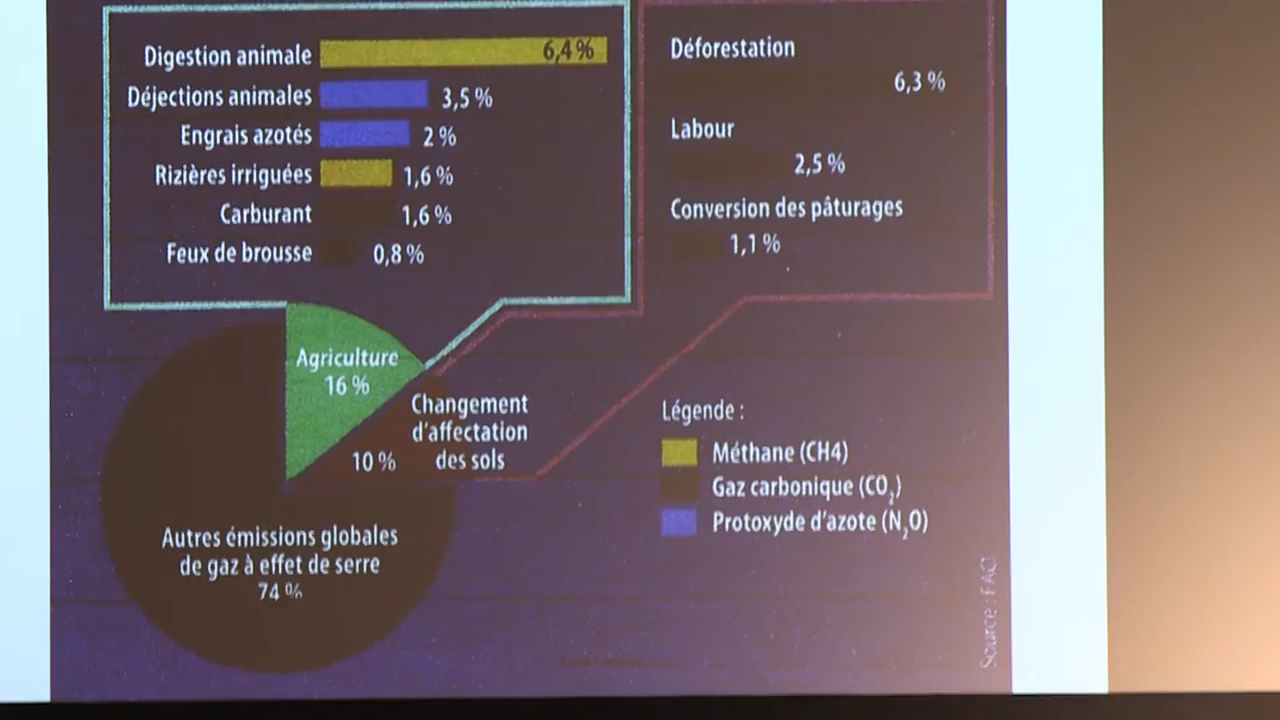 Digestion animale 6,4 %
Déjections animales 3,5 %
Engrais azotés 2 %
Rizières irriguées 1,6 %
Carburant 1,6 %
Feux de brousse 0,8 %
Déforestation
6,3 %
Labour
2,5 %
Conversion des pâturages
1,1 %
Agriculture
16 %
Changement
d'affectation
des sols
10 %
Autres émissions globales
de gaz à effet de serre
74 %
Légende :
Méthane (CH4)
Gaz carbonique (CO₂)
Protoxyde d'azote (N₂O)
Source : FAO